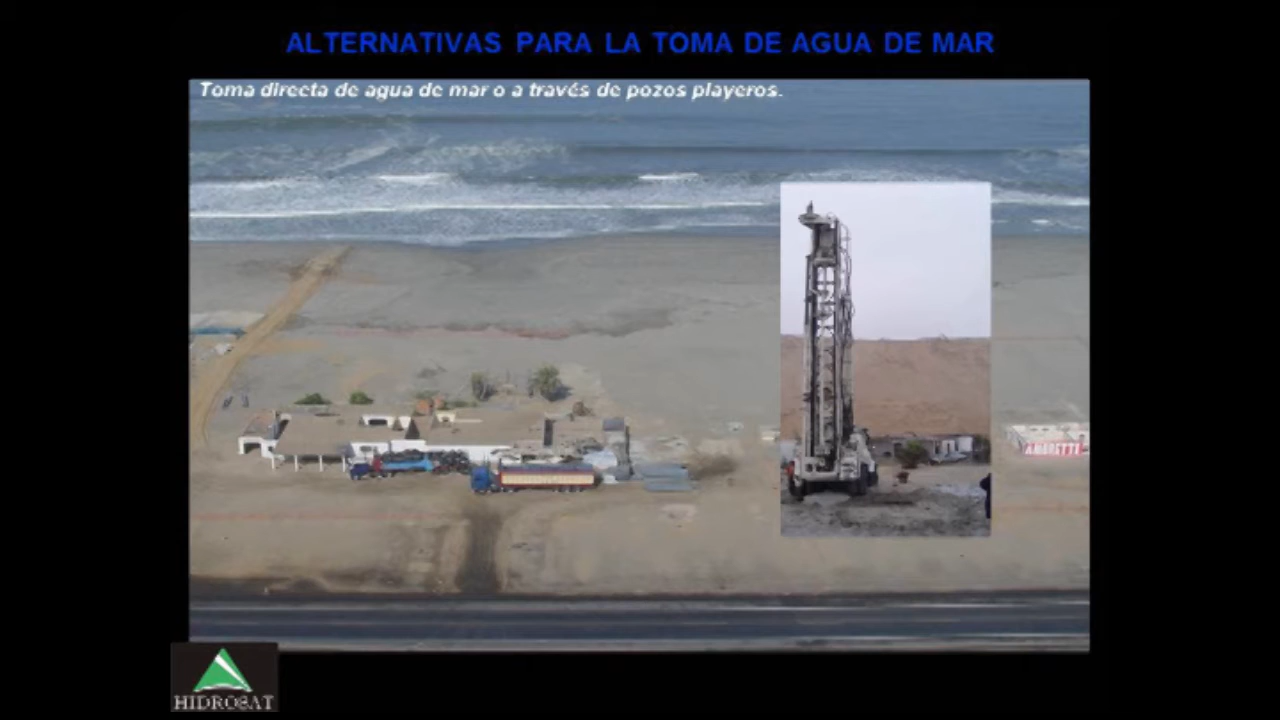 ALTERNATIVAS PARA LA TOMA DE AGUA DE MAR
Toma directa de agua de mar o a través de pozos playeros.
HIDROSAT